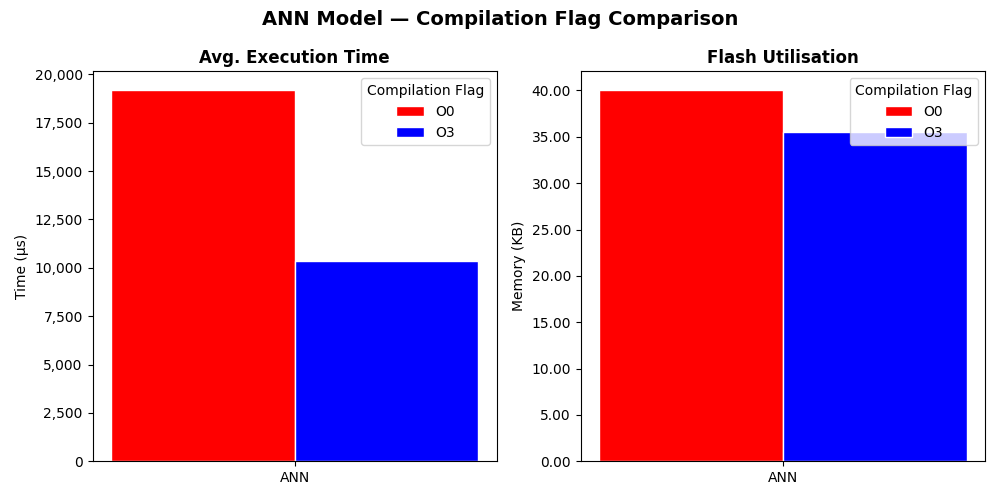 ANN Model — Compilation Flag Comparison
Avg. Execution Time
Time (µs)
20,000
17,500
15,000
12,500
10,000
7,500
5,000
2,500
0
ANN
Compilation Flag
O0
O3
Flash Utilisation
Memory (KB)
40.00
35.00
30.00
25.00
20.00
15.00
10.00
5.00
0.00
ANN
Compilation Flag
O0
O3